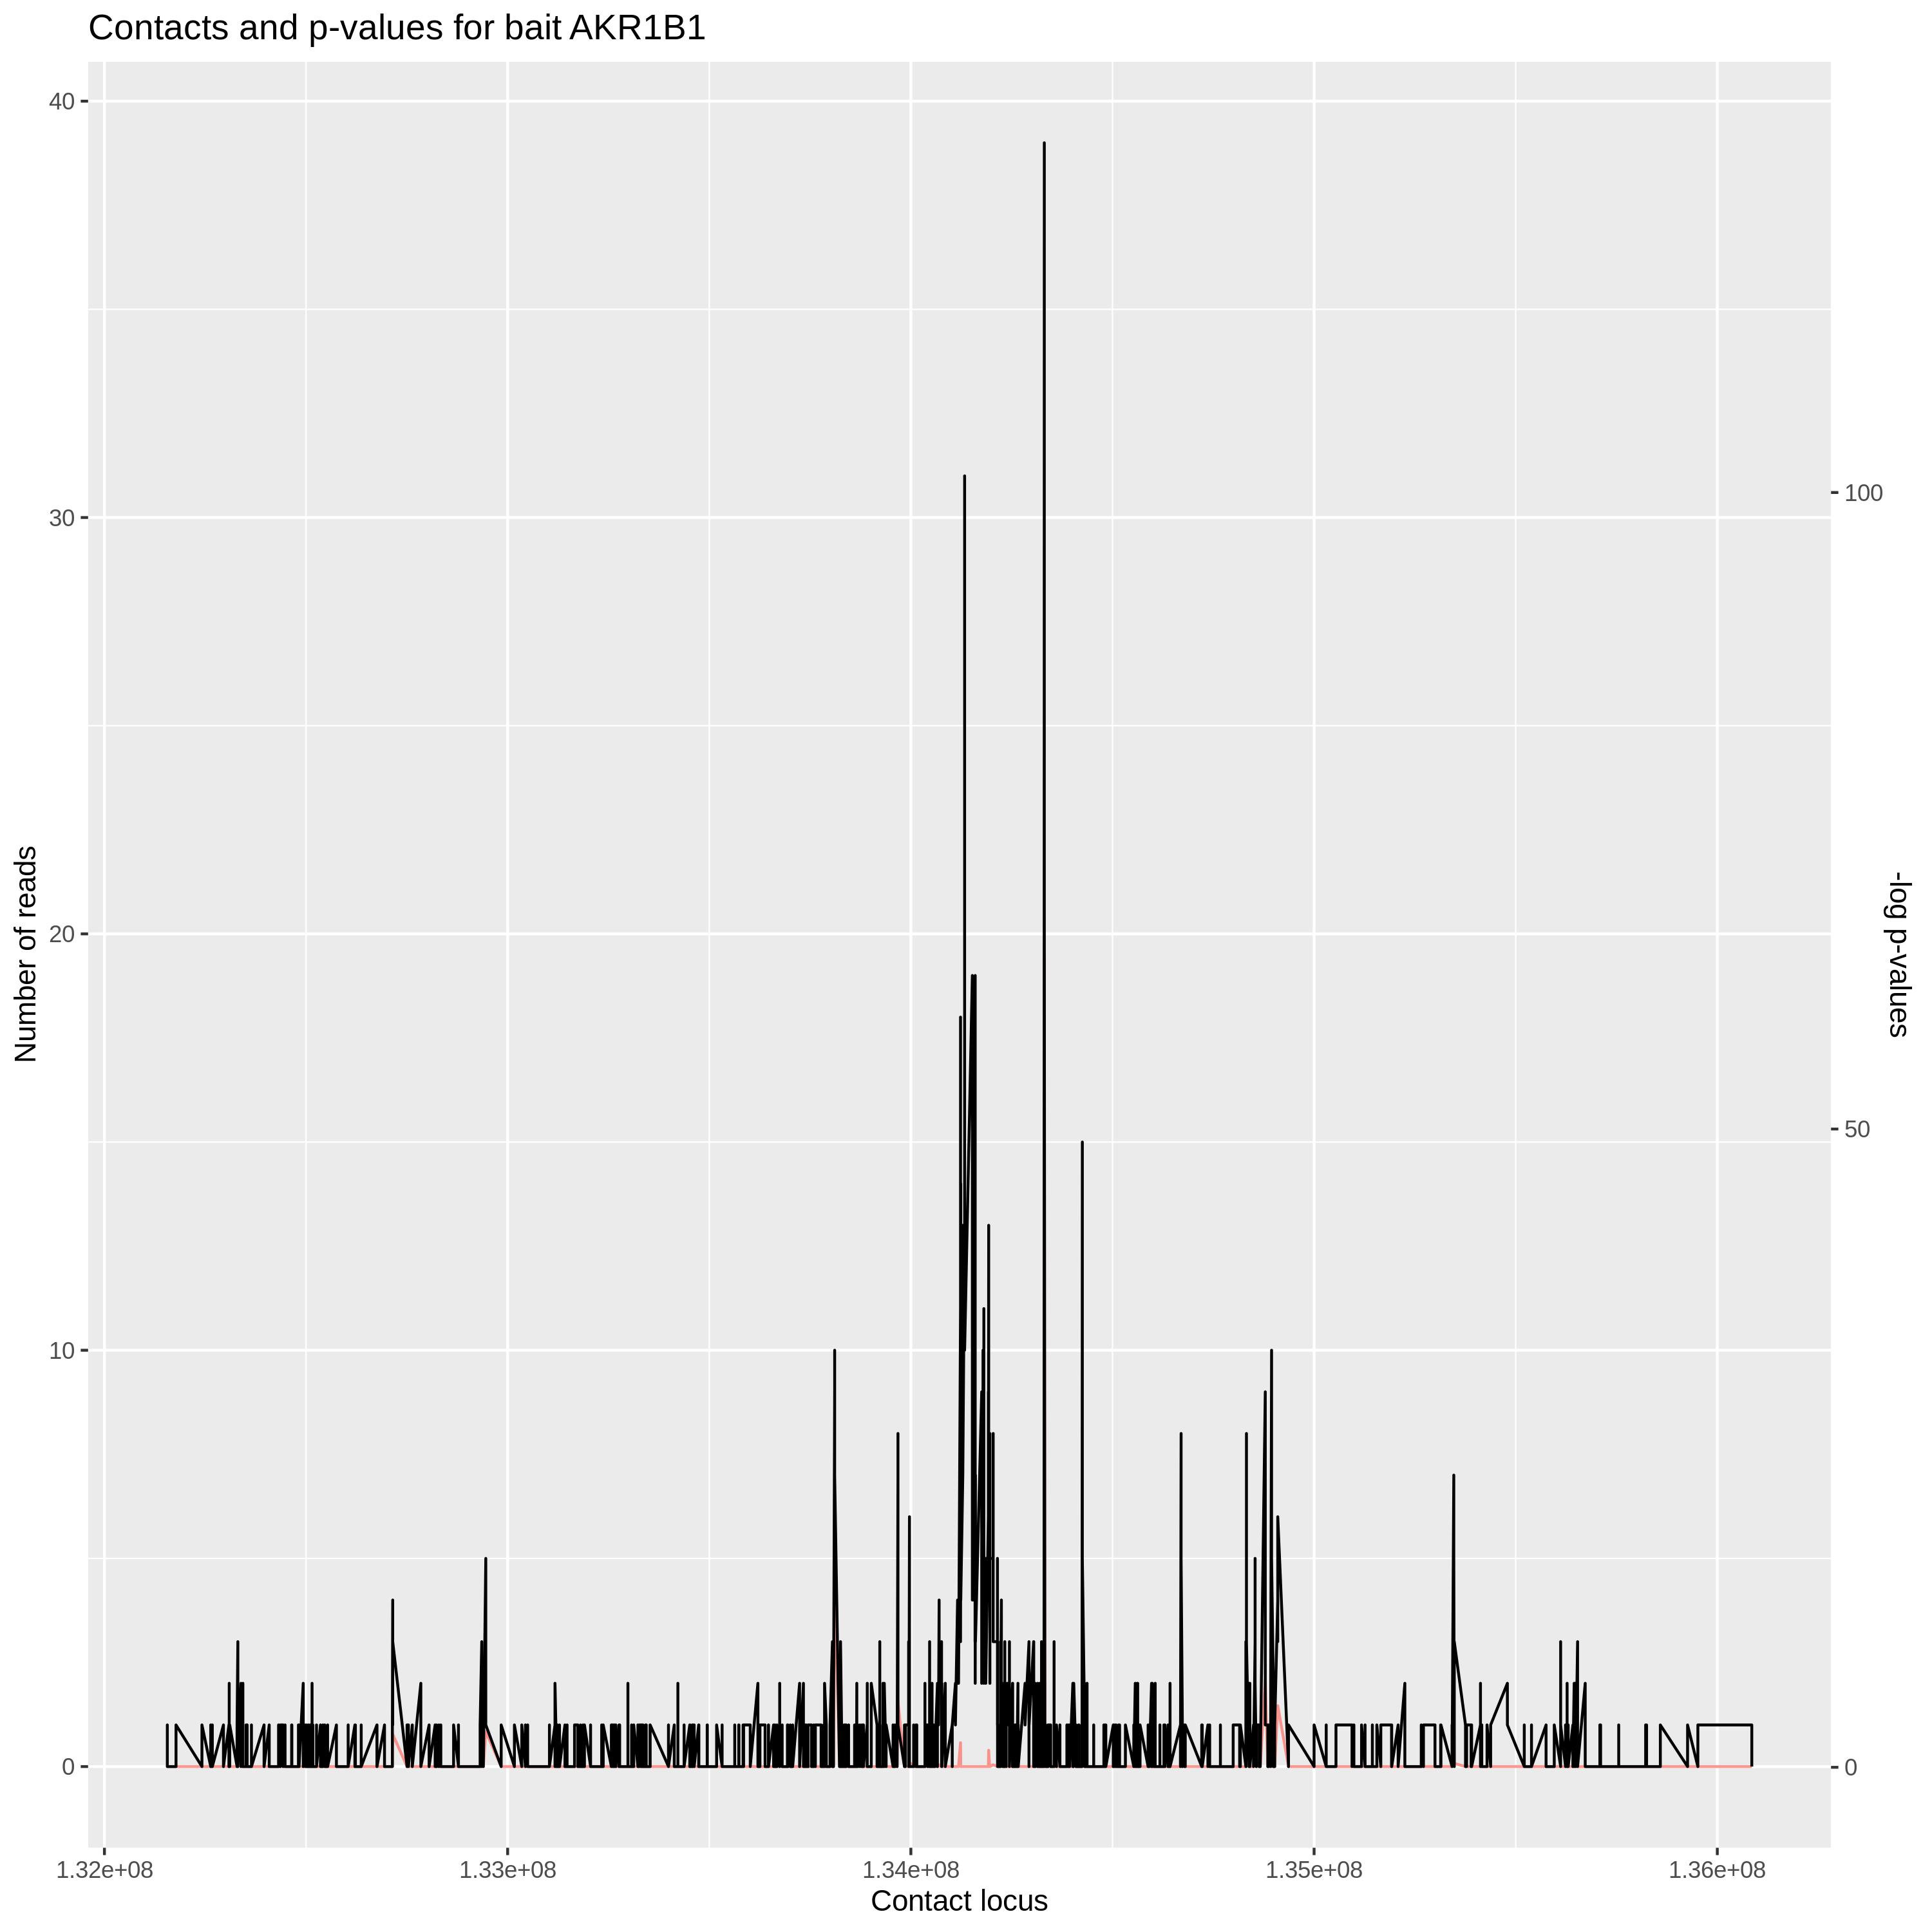 Contacts and p-values for bait AKR1B1
40
30
20
10
0
Number of reads
100
50
0
-log p-values
1.32e+08 1.33e+08 1.34e+08 1.35e+08 1.36e+08
Contact locus